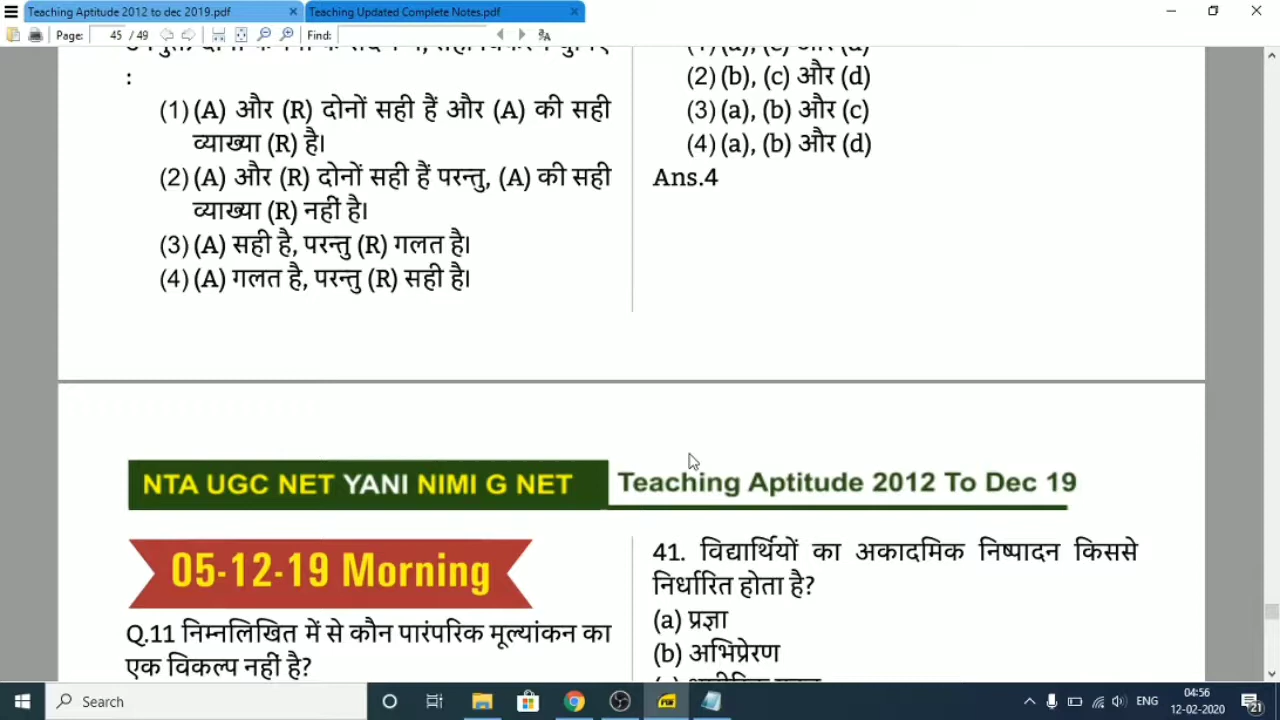 Teaching Aptitude 2012 to dec 2019.pdf
Teaching Updated Complete Notes.pdf
Page: 45 / 49 Find:
:
(1) (A) और (R) दोनों सही हैं और (A) की सही
व्याख्या (R) है।
(2) (A) और (R) दोनों सही हैं परन्तु, (A) की सही
व्याख्या (R) नहीं है।
(3) (A) सही है, परन्तु (R) गलत है।
(4) (A) गलत है, परन्तु (R) सही है।
(2) (b), (c) और (d)
(3) (a), (b) और (c)
(4) (a), (b) और (d)
Ans.4
NTA UGC NET YANI NIMI G NET
Teaching Aptitude 2012 To Dec 19
05-12-19 Morning
Q.11 निम्नलिखित में से कौन पारंपरिक मूल्यांकन का
एक विकल्प नहीं है?
41. विद्यार्थियों का अकादमिक निष्पादन किससे
निर्धारित होता है?
(a) प्रज्ञा
(b) अभिप्रेरण
Search
ENG
04:56
12-02-2020
21